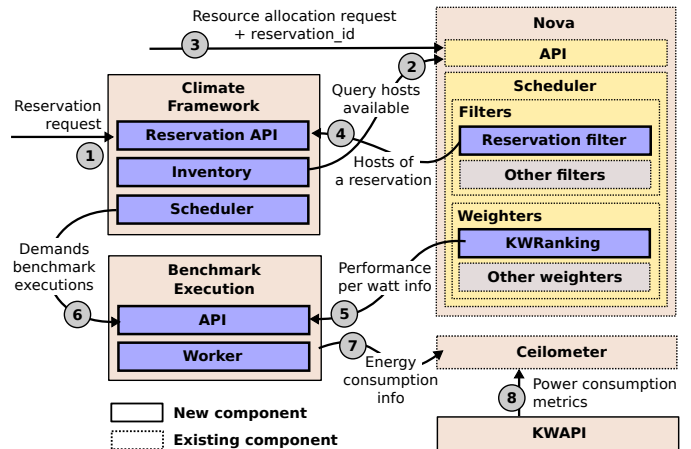 Resource allocation request
+ reservation_id
3
Nova
API
2
Scheduler
Climate
Framework
Query hosts
available
Reservation
request
1
Reservation API
4
Filters
Reservation filter
Inventory
Hosts of
a reservation
Other filters
Scheduler
Weighters
KWRanking
Demands
benchmark
executions
Benchmark
Execution
Performance
per watt info
Other weighters
6
API
5
7
Worker
Energy
consumption
info
Ceilometer
8
Power consumption
metrics
New component
Existing component
KWAPI